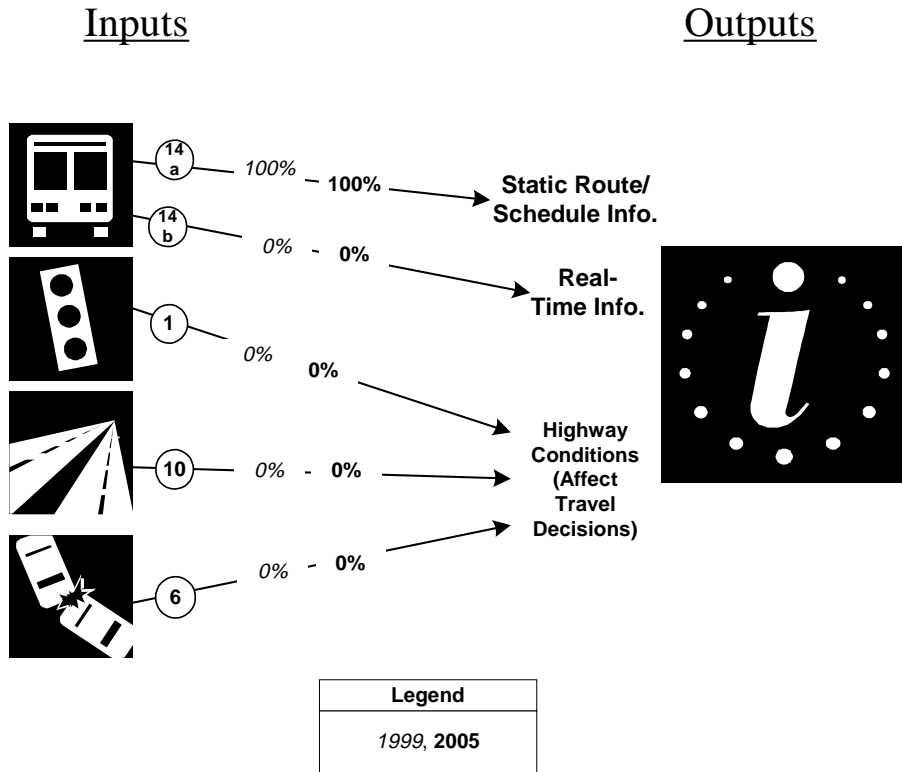 Inputs
Outputs
14
a
100%
100%
Static Route/
Schedule Info.
14
b
0%
0%
Real-
Time Info.
1
0%
0%
Highway
Conditions
(Affect
Travel
Decisions)
10
0%
0%
6
0%
0%
i
Legend
1999, 2005